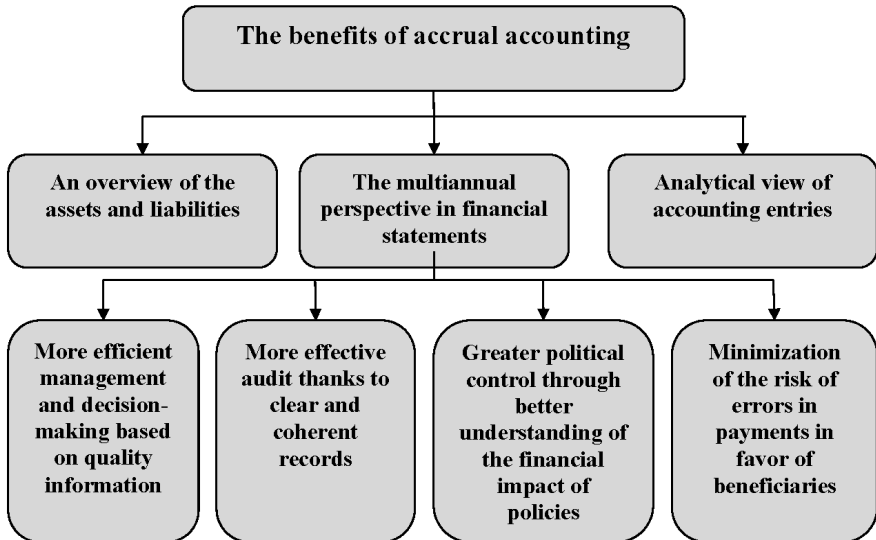 The benefits of accrual accounting
An overview of the
assets and liabilities
The multiannual
perspective in financial
statements
Analytical view of
accounting entries
More efficient
management
and decision-
making based
on quality
information
More effective
audit thanks to
clear and
coherent
records
Greater political
control through
better
understanding of
the financial
impact of
policies
Minimization
of the risk of
errors in
payments in
favor of
beneficiaries